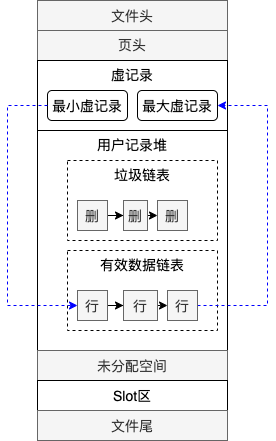 文件头
页头
虚记录
最小虚记录 最大虚记录
用户记录堆
垃圾链表
删 删 删
有效数据链表
行 行 行
未分配空间
Slot区
文件尾